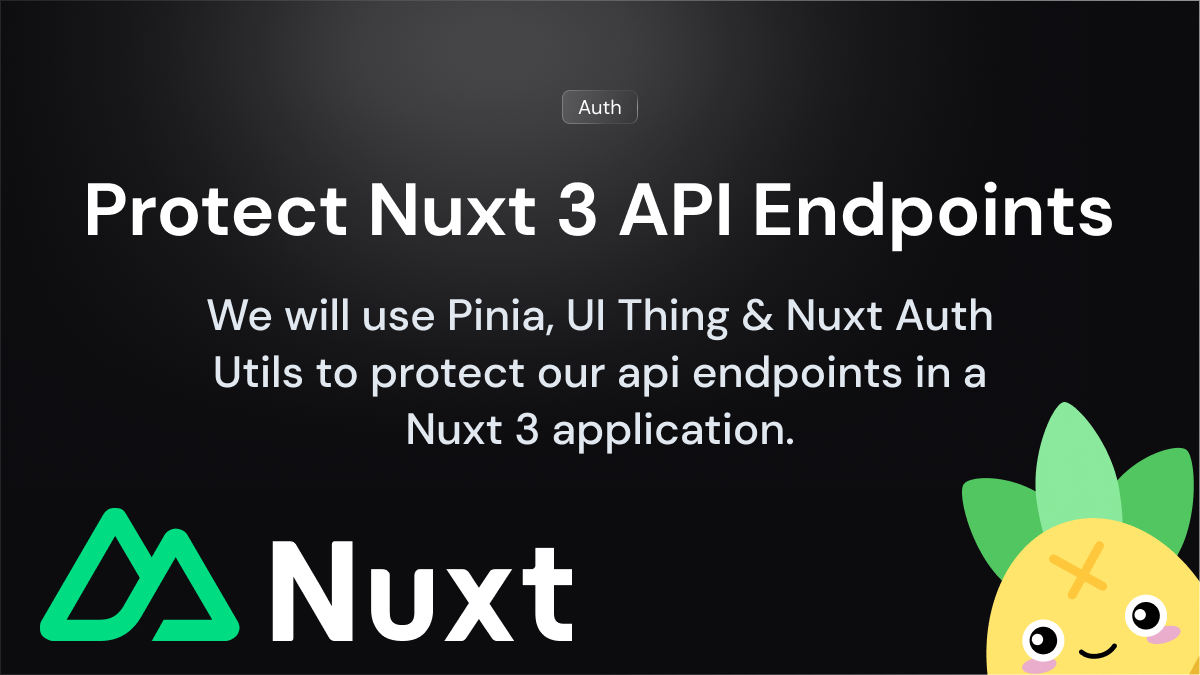 Auth
Protect Nuxt 3 API Endpoints
We will use Pinia, UI Thing & Nuxt Auth
Utils to protect our api endpoints in a
Nuxt 3 application.
Nuxt